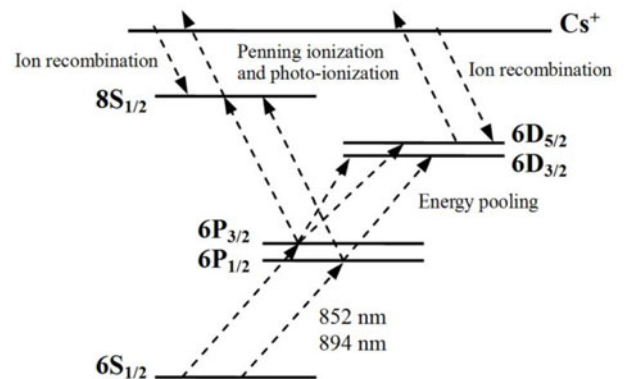 Cs⁺
Ion recombination
Penning ionization
and photo-ionization
Ion recombination
8S₁/₂
6D₅/₂
6D₃/₂
Energy pooling
6P₃/₂
6P₁/₂
852 nm
894 nm
6S₁/₂